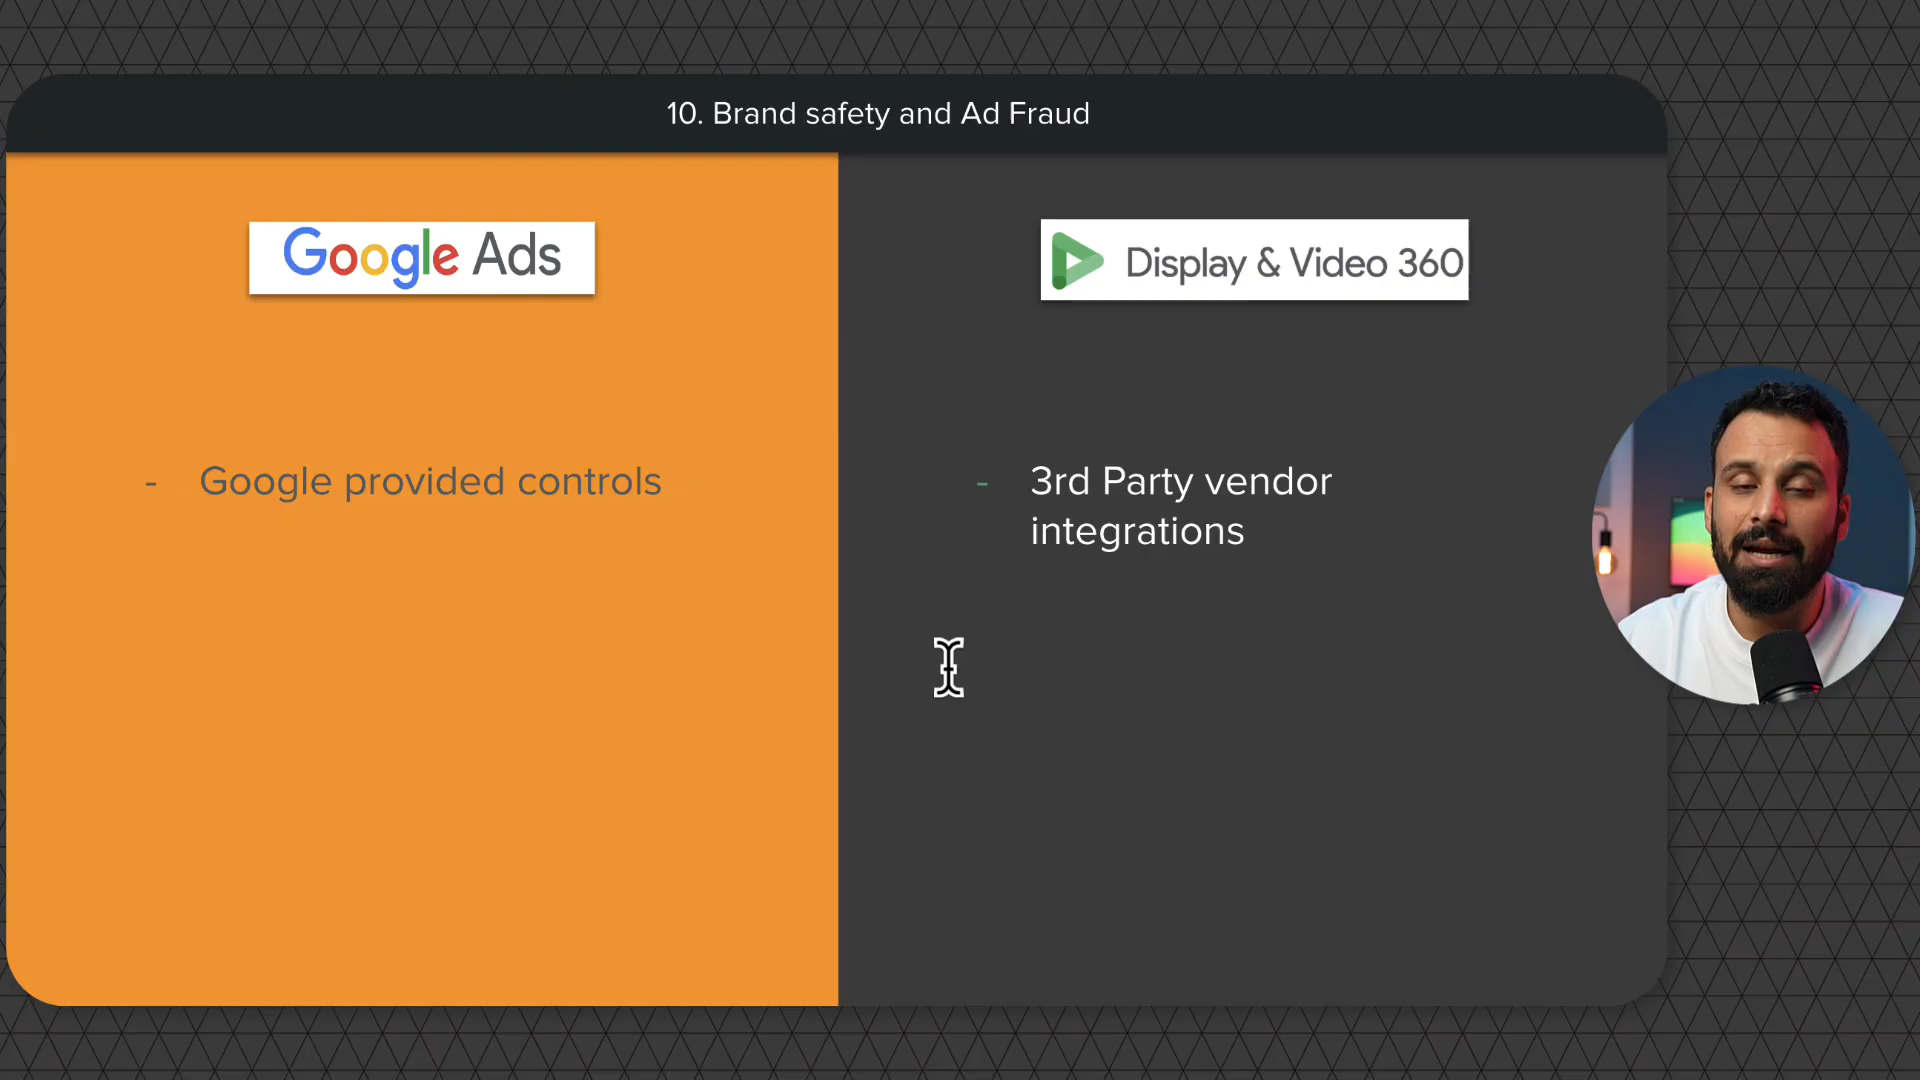 10. Brand safety and Ad Fraud
Google Ads
- Google provided controls
Display & Video 360
- 3rd Party vendor
integrations